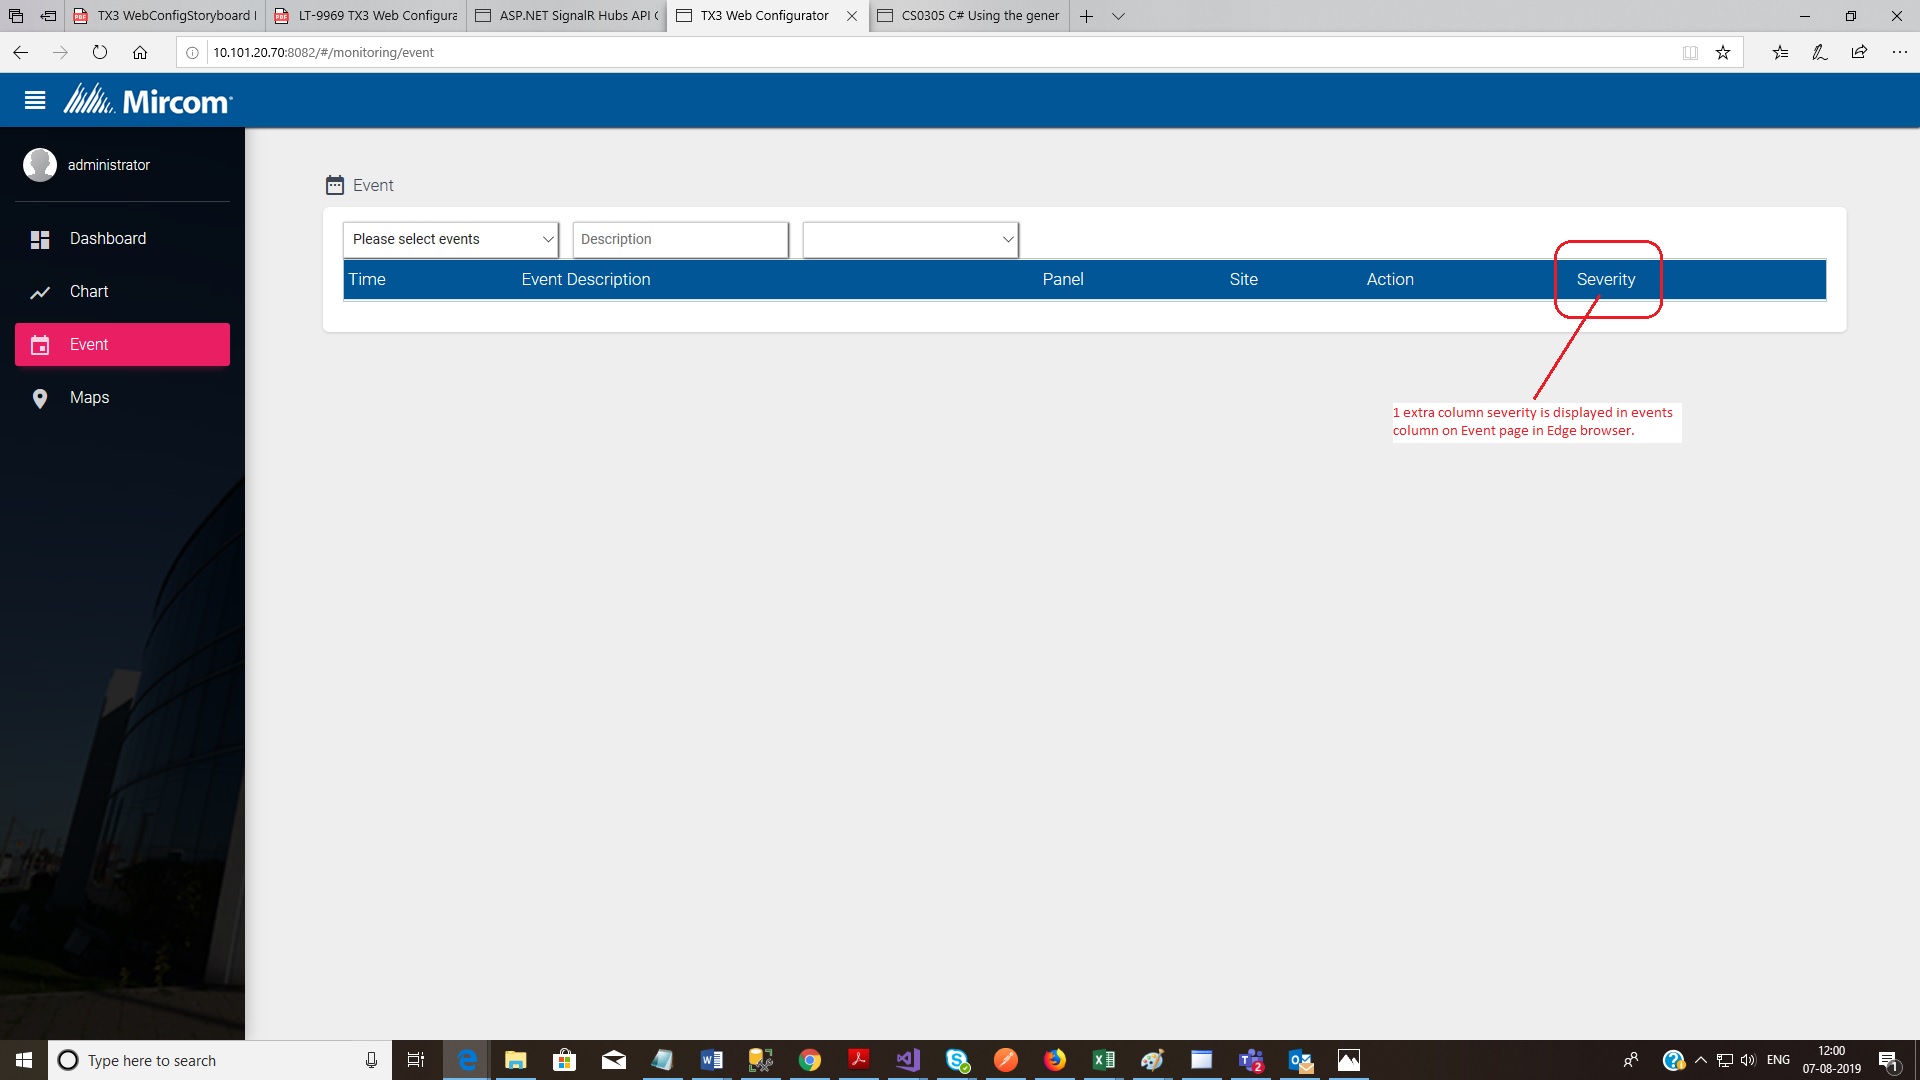 TX3 WebConfigStoryboard
LT-9969 TX3 Web Configura
ASP.NET SignalR Hubs API
TX3 Web Configurator
CS0305 C# Using the gener
10.101.20.70:8082/#/monitoring/event
Mircom
administrator
Dashboard
Chart
Event
Maps
Event
Please select events
Description
Time
Event Description
Panel
Site
Action
Severity
1 extra column severity is displayed in events
column on Event page in Edge browser.
Type here to search
2
ENG
12:00
07-08-2019
1